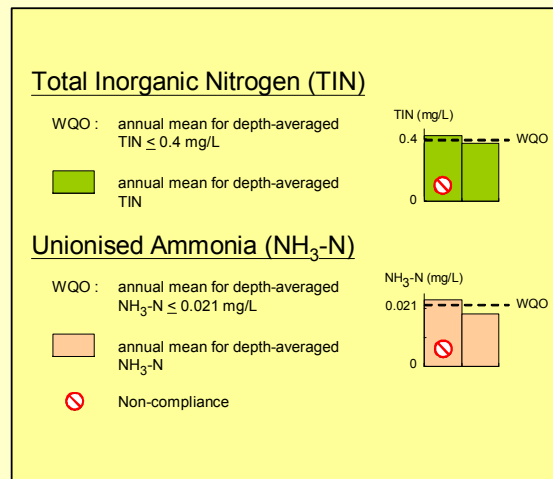 Total Inorganic Nitrogen (TIN)
WQO : annual mean for depth-averaged
TIN ≤ 0.4 mg/L
annual mean for depth-averaged
TIN
TIN (mg/L)
0.4
WQO
0
Unionised Ammonia (NH3-N)
WQO : annual mean for depth-averaged
NH3-N ≤ 0.021 mg/L
annual mean for depth-averaged
NH3-N
Non-compliance
NH3-N (mg/L)
0.021
WQO
0